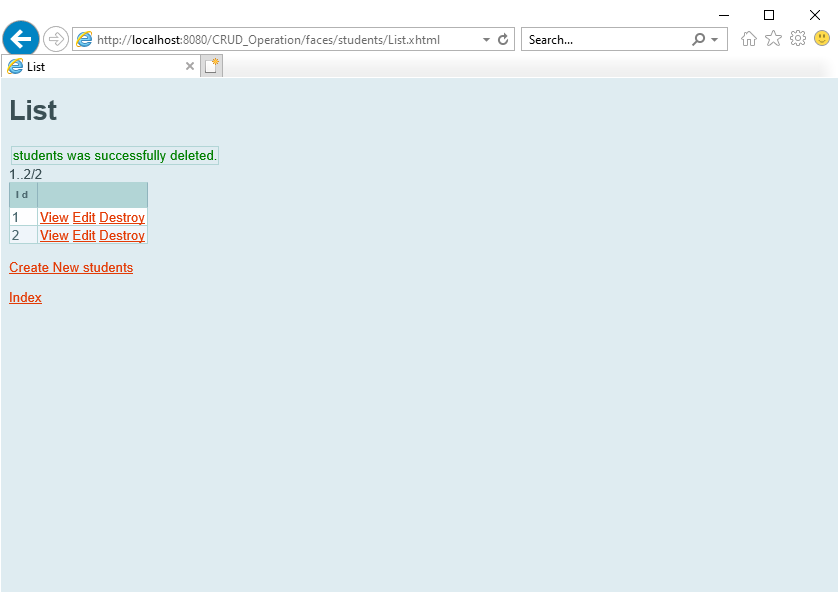 http://localhost:8080/CRUD_Operation/faces/students/List.xhtml
Search...
List
List
students was successfully deleted.
1..2/2
Id
1 View Edit Destroy
2 View Edit Destroy
Create New students
Index